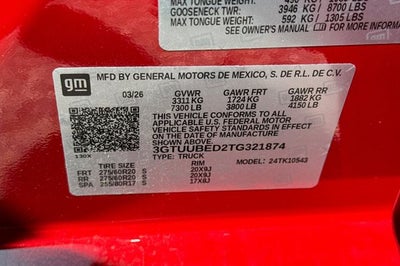 MAX TONGUE WEIGHT
GOOSENECK TWR: 3946 KG / 8700 LBS
MAX TONGUE WEIGHT 592 KG / 1305 LBS
SEE OWNER'S MANUAL FOR MORE
gm
MFD BY GENERAL MOTORS DE MEXICO, S. DE R.L. DE C.V.
03/26 GVWR GAWR FRT GAWR RR
3311 KG 1724 KG 1882 KG
7300 LB 3800 LB 4150 LB
THIS VEHICLE CONFORMS TO ALL
APPLICABLE U.S. FEDERAL MOTOR
VEHICLE SAFETY STANDARDS IN
EFFECT ON THE DATE OF
MANUFACTURE SHOWN ABOVE.
3GTUUBED2TG321874
TYPE: TRUCK
MODEL: 24TK10543
130X
TIRE SIZE RIM
FRT 275/60R20 S 20X9J
RR 275/60R20 S 20X9J
SPA 255/80R17 S 17X8J